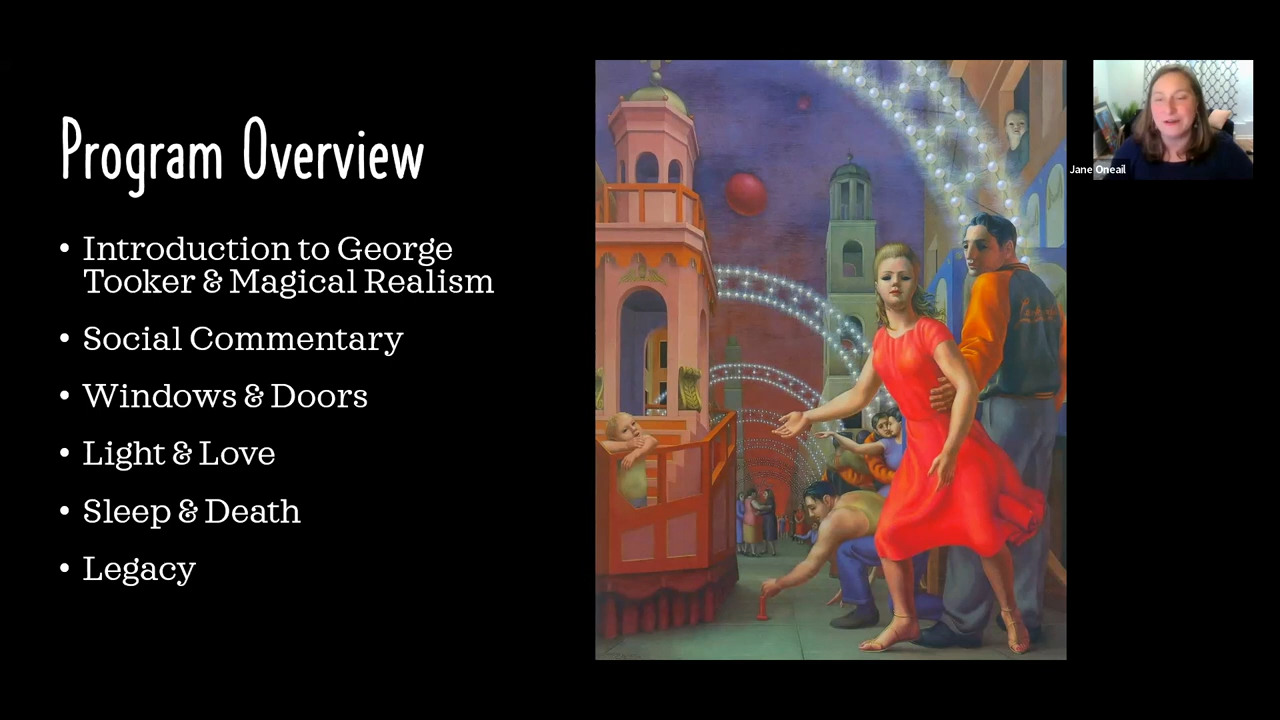 Program Overview
• Introduction to George
Tooker & Magical Realism
• Social Commentary
• Windows & Doors
• Light & Love
• Sleep & Death
• Legacy
Jane Oneail